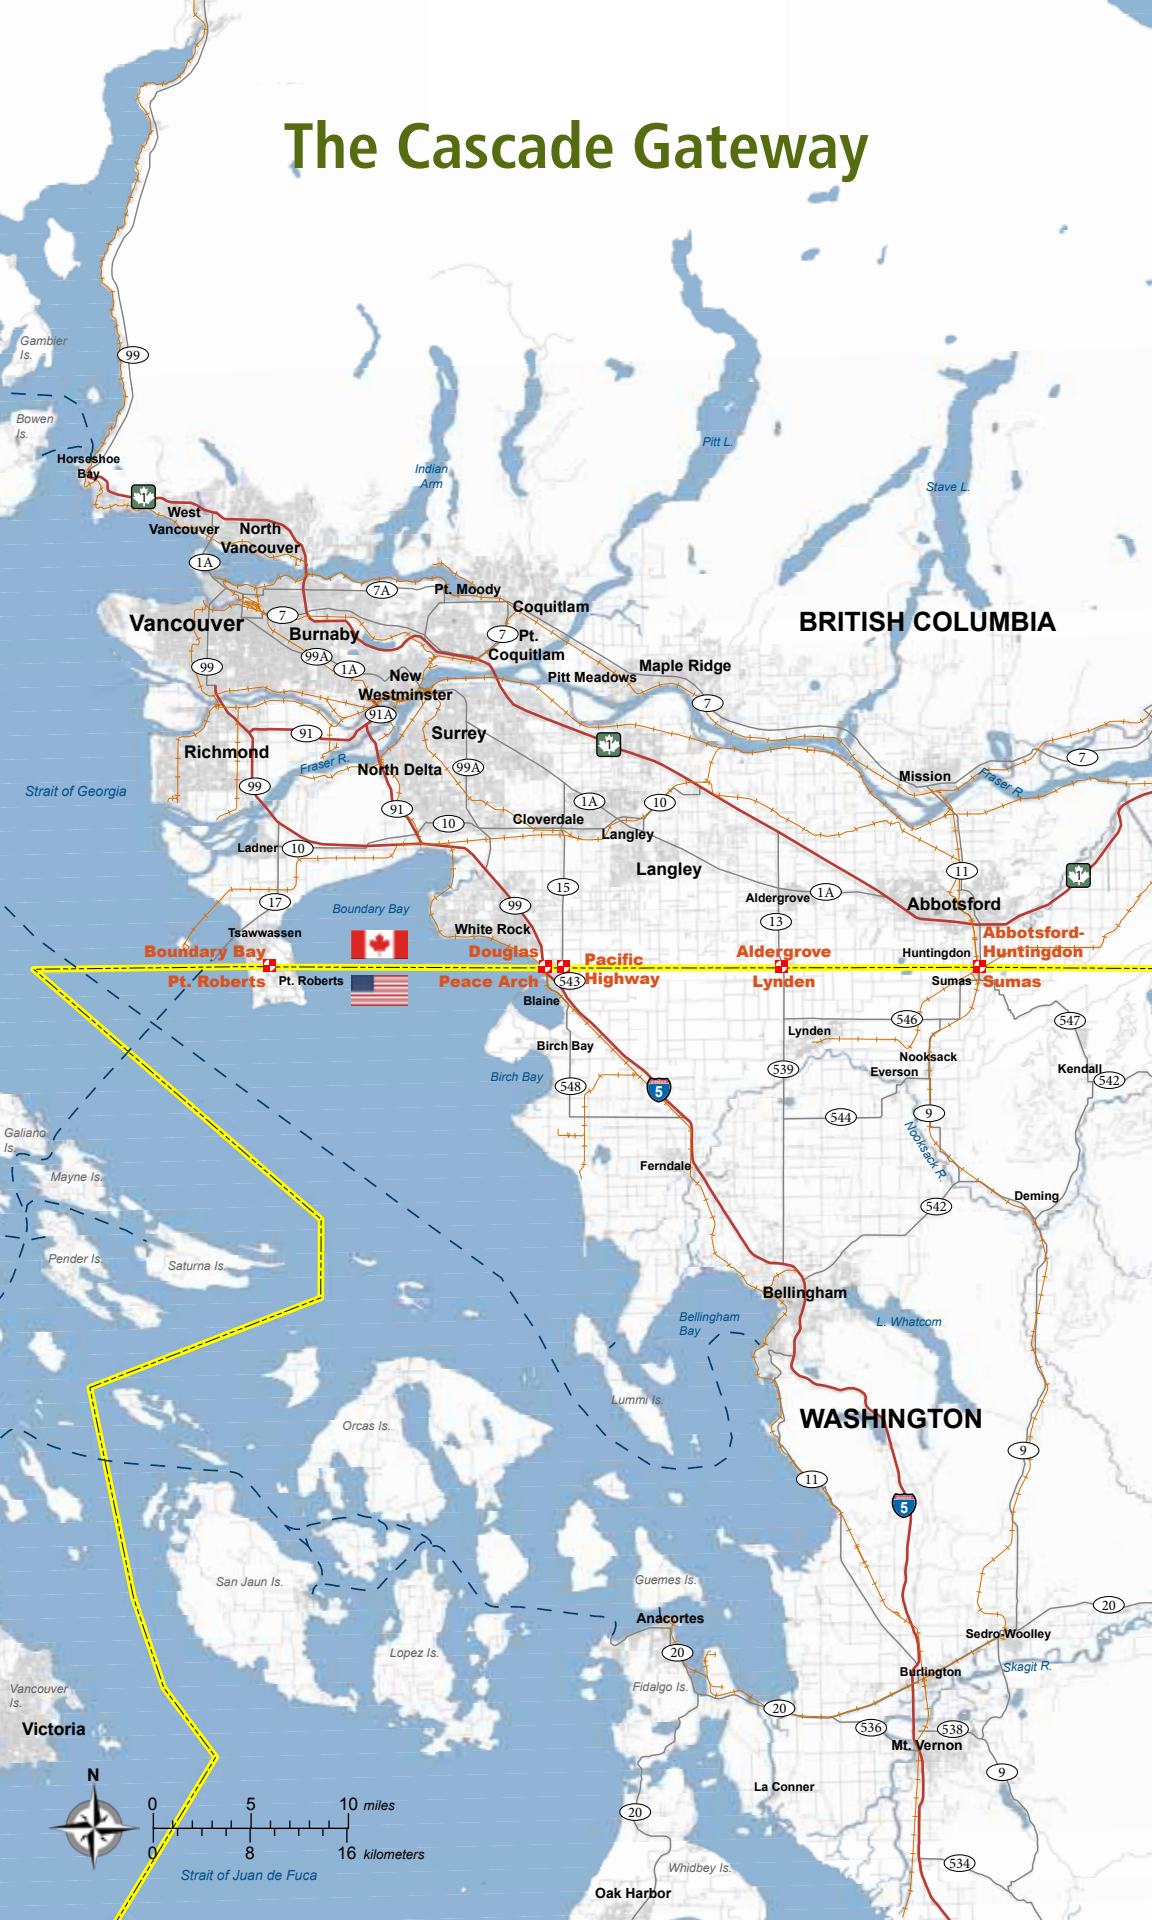 The Cascade Gateway
Gambier
Is.
99
Bowen
Is.
Horseshoe
Bay
Indian
Arm
Pitt L.
Stave L.
1
West
Vancouver
North
Vancouver
1A
7A
Pt. Moody
Coquitlam
7
Vancouver
Burnaby
7
Pt.
Coquitlam
BRITISH COLUMBIA
99
99A
1A
New
Westminster
Pitt Meadows
Maple Ridge
7
91A
91
Surrey
1
Richmond
Fraser R.
North Delta
99A
7
Mission
Fraser R.
Strait of Georgia
99
91
1A
10
10
Cloverdale
Langley
Ladner
10
Langley
11
1
15
Aldergrove
1A
17
99
Abbotsford
Boundary Bay
13
Tsawwassen
White Rock
Boundary Bay
Douglas
Pacific
Highway
Aldergrove
Huntingdon
Abbotsford-
Huntingdon
Pt. Roberts
Pt. Roberts
Peace Arch
543
Lynden
Sumas
Sumas
Blaine
546
547
Lynden
Birch Bay
Nooksack
Everson
Kendall
542
Birch Bay
548
5
539
544
9
Galiano
Is.
Nooksack R.
Mayne Is.
Ferndale
Deming
542
Pender Is.
Saturna Is.
Bellingham
Bellingham
Bay
L. Whatcom
Lummi Is.
WASHINGTON
Orcas Is.
9
11
5
San Jaun Is.
Guemes Is.
20
Anacortes
Sedro-Woolley
Lopez Is.
20
Burlington
Skagit R.
Vancouver
Is.
Fidalgo Is.
20
Victoria
536
538
Mt. Vernon
N
9
La Conner
0 5 10 miles
20
0 8 16 kilometers
534
Strait of Juan de Fuca
Whidbey Is.
Oak Harbor